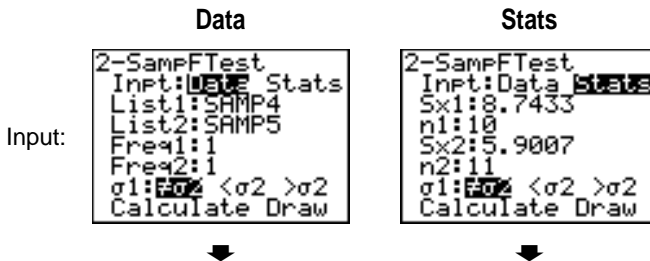 Data
Stats
Input:
2-SampFTest
Inpt:Data Stats
List1:SAMP4
List2:SAMP5
Freq1:1
Freq2:1
σ1:≠σ2 <σ2 >σ2
Calculate Draw
2-SampFTest
Inpt:Data Stats
Sx1:8.7433
n1:10
Sx2:5.9007
n2:11
σ1:≠σ2 <σ2 >σ2
Calculate Draw